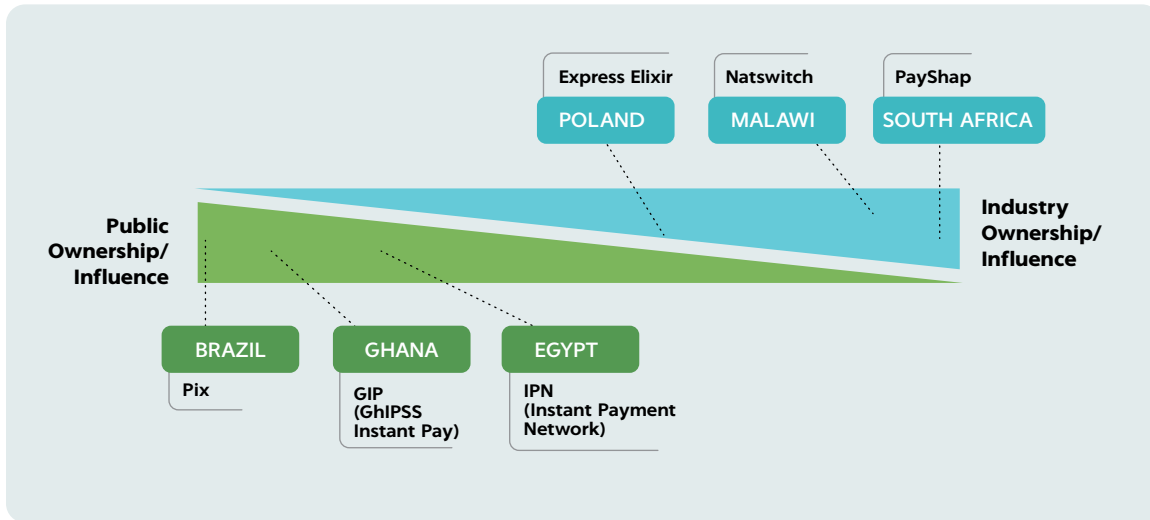 Express Elixir
POLAND
Natswitch
MALAWI
PayShap
SOUTH AFRICA
Public
Ownership/
Influence
Industry
Ownership/
Influence
BRAZIL
Pix
GHANA
GIP
(GhIPSS
Instant Pay)
EGYPT
IPN
(Instant Payment
Network)